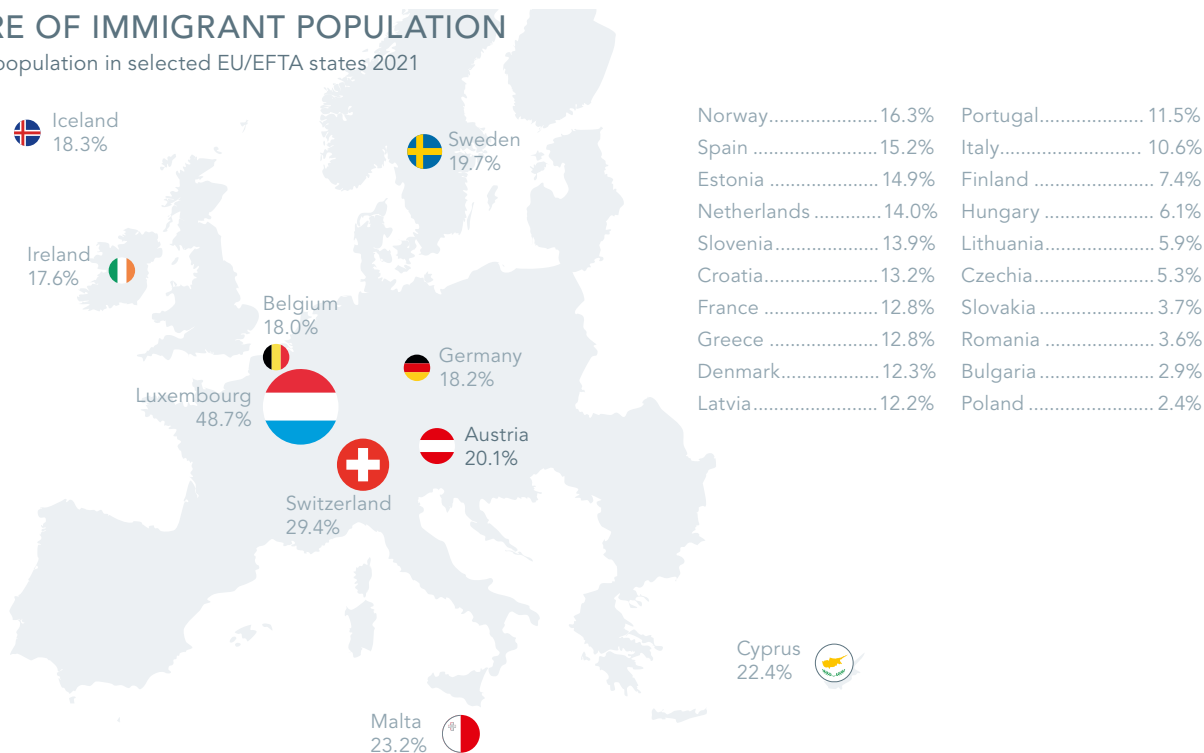 RE OF IMMIGRANT POPULATION
population in selected EU/EFTA states 2021
Iceland
18.3%
Sweden
19.7%
Ireland
17.6%
Belgium
18.0%
Germany
18.2%
Luxembourg
48.7%
Austria
20.1%
Switzerland
29.4%
Cyprus
22.4%
Malta
23.2%
Norway....................16.3%
Spain ......................15.2%
Estonia ....................14.9%
Netherlands ............14.0%
Slovenia...................13.9%
Croatia.....................13.2%
France .....................12.8%
Greece ....................12.8%
Denmark..................12.3%
Latvia.......................12.2%
Portugal................... 11.5%
Italy.......................... 10.6%
Finland ...................... 7.4%
Hungary .................... 6.1%
Lithuania.................... 5.9%
Czechia...................... 5.3%
Slovakia ..................... 3.7%
Romania .................... 3.6%
Bulgaria ..................... 2.9%
Poland ....................... 2.4%